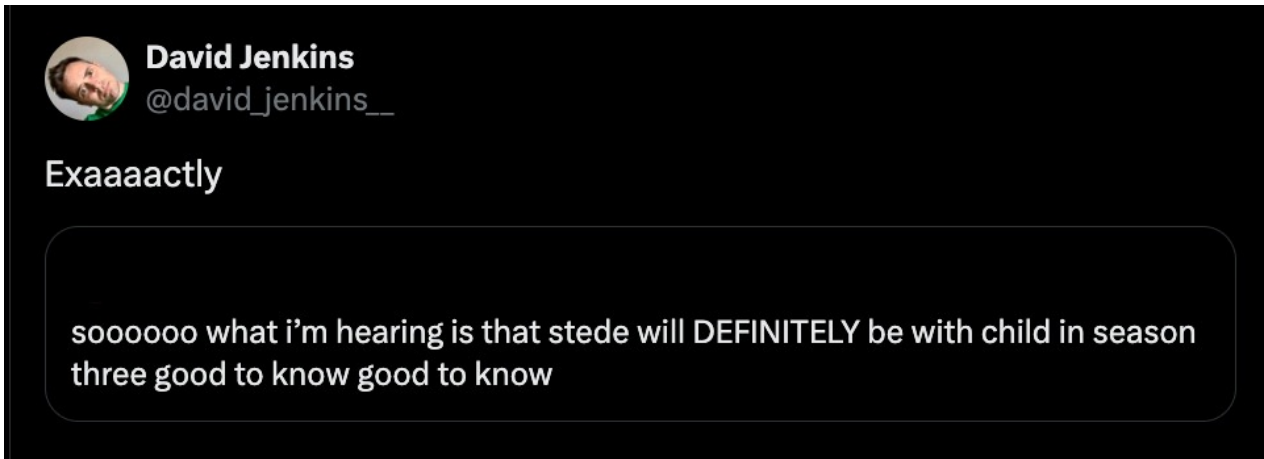 David Jenkins
@david_jenkins__
Exaaaactly
soooooo what i’m hearing is that stede will DEFINITELY be with child in season
three good to know good to know